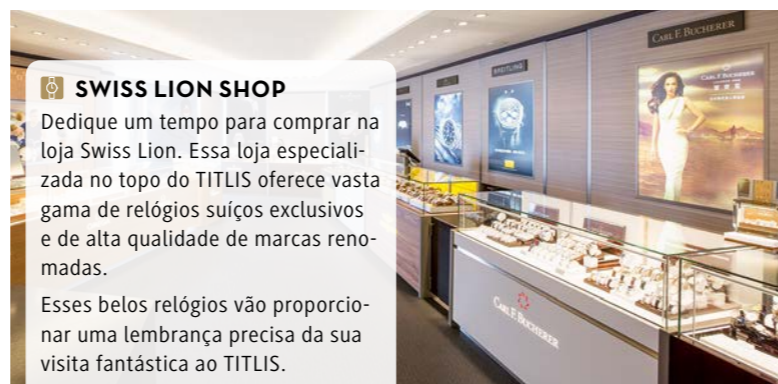 SWISS LION SHOP
Dedique um tempo para comprar na
loja Swiss Lion. Essa loja especiali-
zada no topo do TITLIS oferece vasta
gama de relógios suíços exclusivos
e de alta qualidade de marcas reno-
madas.
Esses belos relógios vão proporcio-
nar uma lembrança precisa da sua
visita fantástica ao TITLIS.
BREITLING
CARL F. BUCHERER
CARL F. BUCHERER
CARL F. BUCHERER